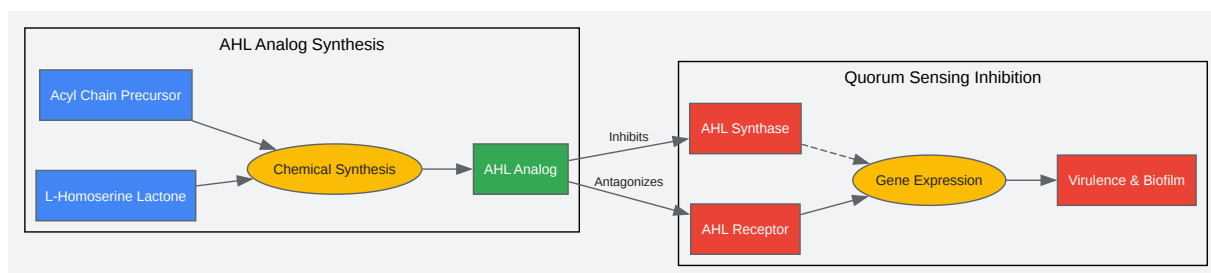 AHL Analog Synthesis
Acyl Chain Precursor
L-Homoserine Lactone
Chemical Synthesis
AHL Analog
Inhibits
Antagonizes
Quorum Sensing Inhibition
AHL Synthase
AHL Receptor
Gene Expression
Virulence & Biofilm